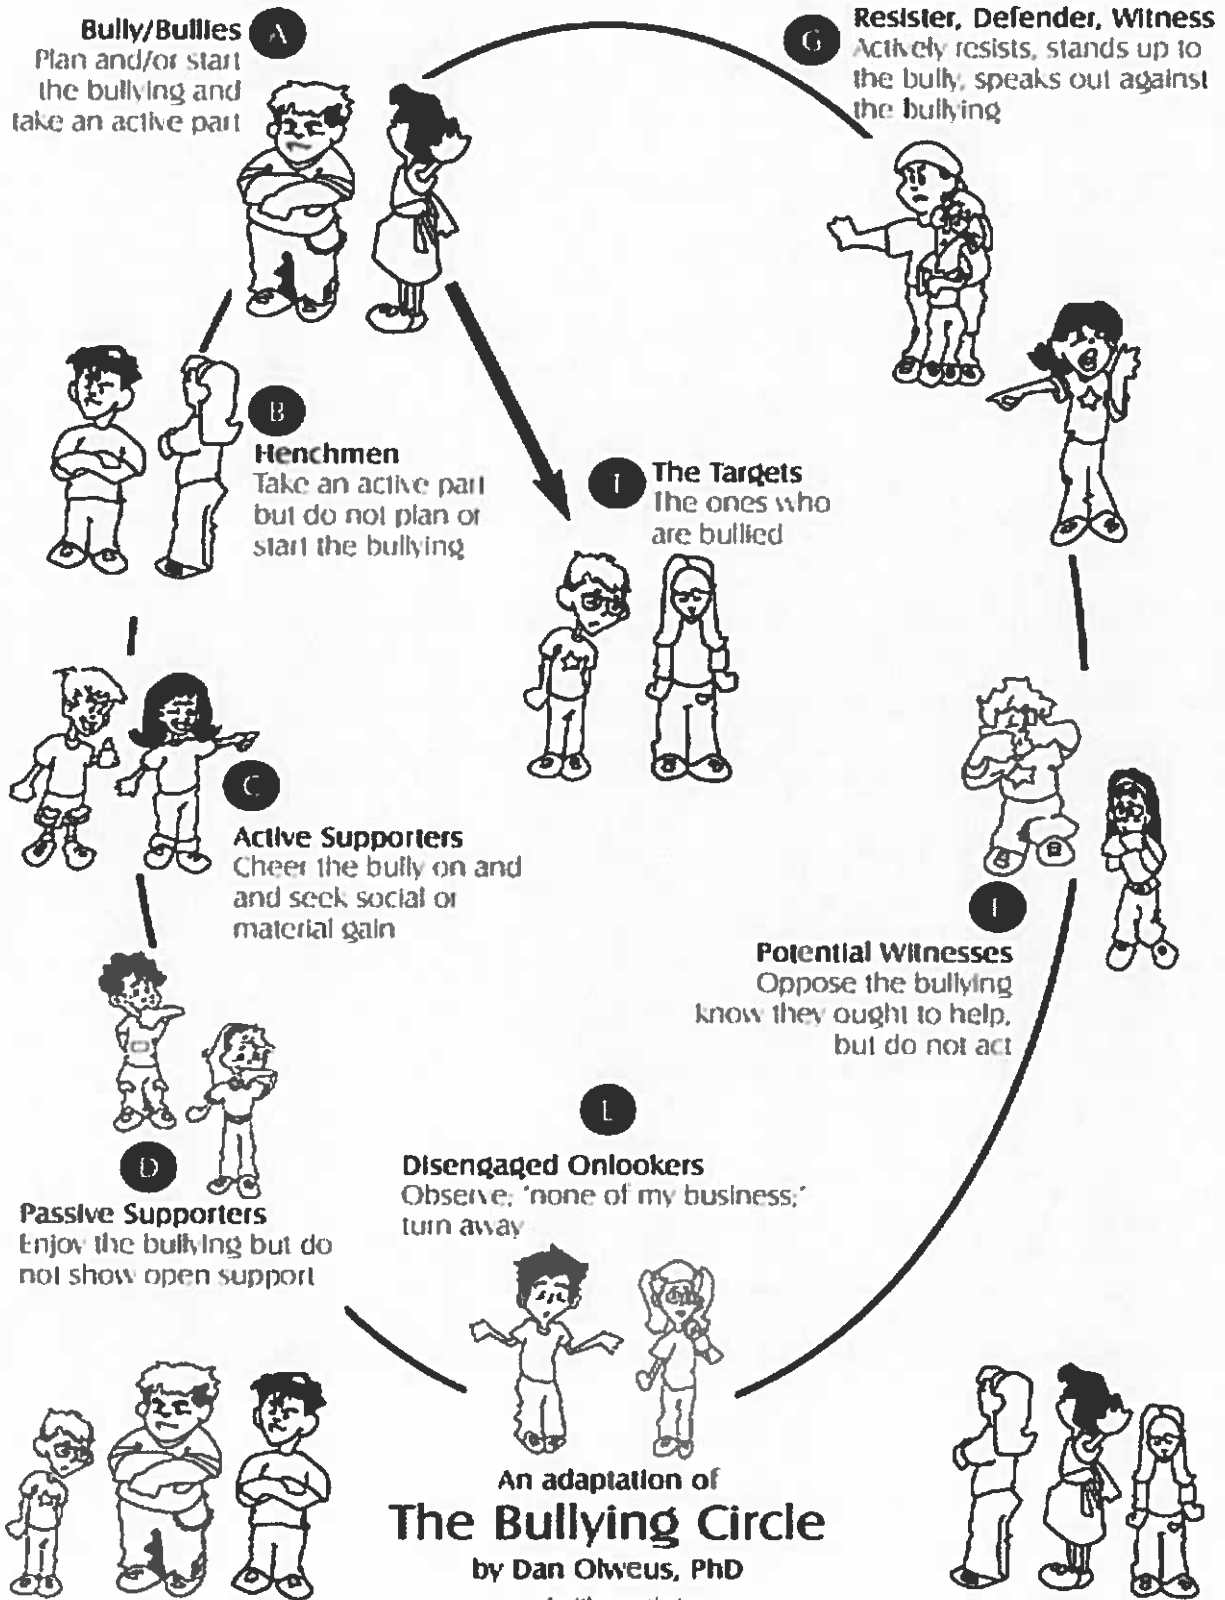 A
Bully/Bullies
Plan and/or start
the bullying and
take an active part
G
Resister, Defender, Witness
Actively resists, stands up to
the bully, speaks out against
the bullying
B
Henchmen
Take an active part
but do not plan or
start the bullying
The Targets
The ones who
are bullied
C
Active Supporters
Cheer the bully on and
and seek social or
material gain
Potential Witnesses
Oppose the bullying
know they ought to help,
but do not act
D
Passive Supporters
Enjoy the bullying but do
not show open support
Disengaged Onlookers
Observe; 'none of my business;'
turn away
An adaptation of
The Bullying Circle
by Dan Olweus, PhD